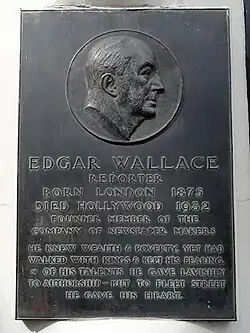 EDGAR WALLACE
REPORTER
BORN LONDON 1875
DIED HOLLYWOOD 1932
FOUNDER MEMBER OF THE
COMPANY OF NEWSPAPER MAKERS
HE KNEW WEALTH & POVERTY, YET HAD
WALKED WITH KINGS & KEPT HIS BEARING.
OF HIS TALENTS HE GAVE LAVISHLY
TO AUTHORSHIP – BUT TO FLEET STREET
HE GAVE HIS HEART.